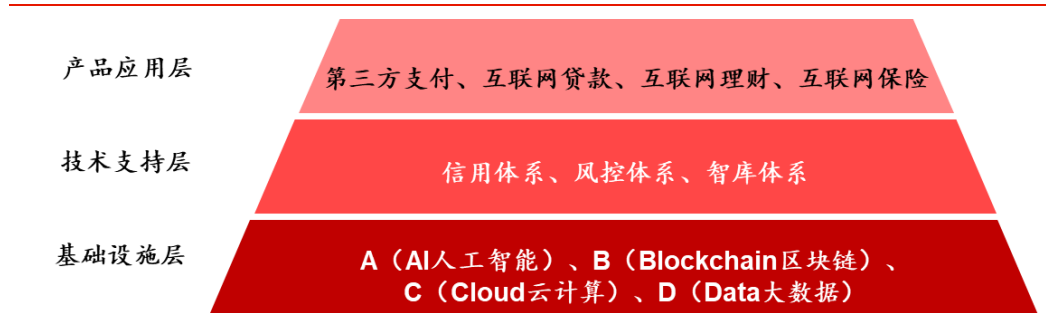 产品应用层
第三方支付、互联网贷款、互联网理财、互联网保险
技术支持层
信用体系、风控体系、智库体系
基础设施层
A（AI人工智能）、B（Blockchain区块链）、
C（Cloud云计算）、D（Data大数据）